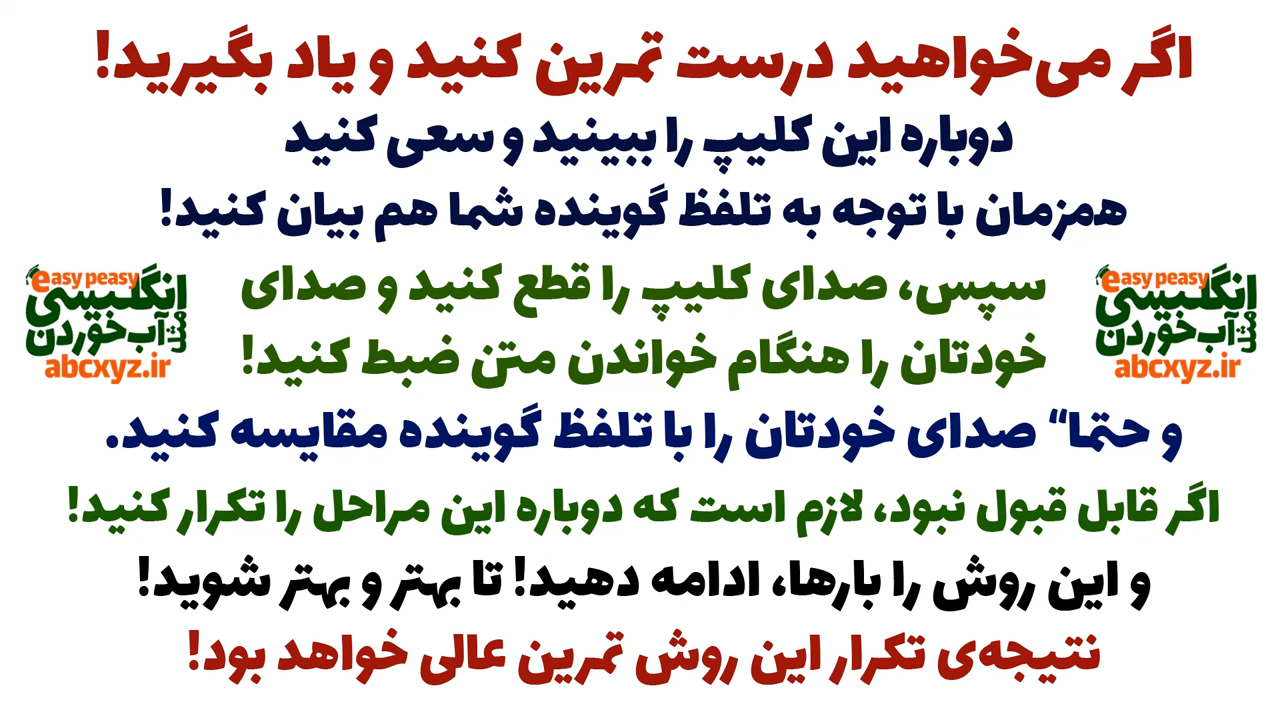 اگر می‌خواهید درست تمرین کنید و یاد بگیرید!
دوباره این کلیپ را ببینید و سعی کنید
همزمان با توجه به تلفظ گوینده شما هم بیان کنید!
سپس، صدای کلیپ را قطع کنید و صدای
خودتان را هنگام خواندن متن ضبط کنید!
و حتما“ صدای خودتان را با تلفظ گوینده مقایسه کنید.
اگر قابل قبول نبود، لازم است که دوباره این مراحل را تکرار کنید!
و این روش را بارها، ادامه دهید! تا بهتر و بهتر شوید!
نتیجه‌ی تکرار این روش تمرین عالی خواهد بود!
easy peasy
انگلیسی
مثل آب خوردن
abcxyz.ir
easy peasy
انگلیسی
مثل آب خوردن
abcxyz.ir